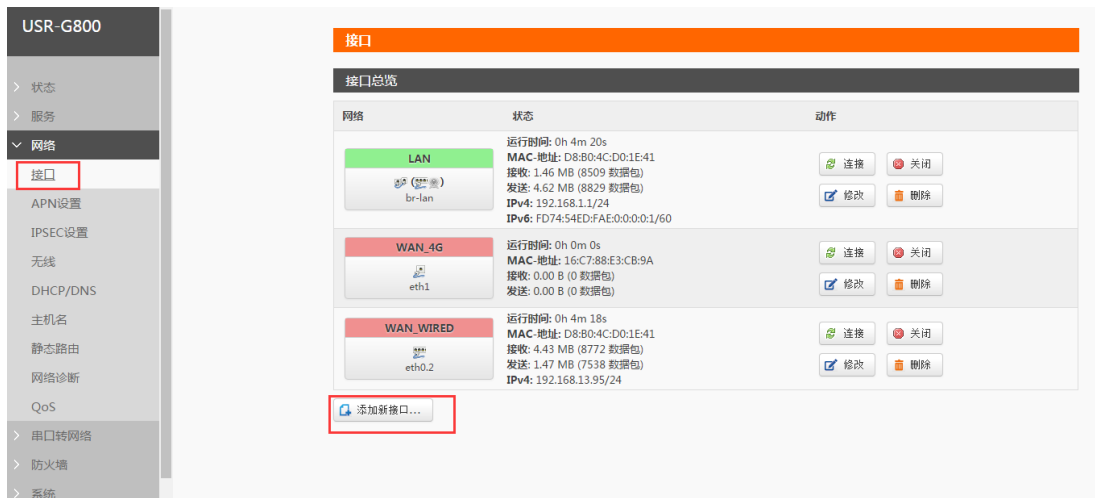 USR-G800
状态
服务
网络
接口
APN设置
IPSEC设置
无线
DHCP/DNS
主机名
静态路由
网络诊断
QoS
串口转网络
防火墙
系统
接口
接口总览
网络 状态 动作
LAN
br-lan
运行时间: 0h 4m 20s
MAC-地址: D8:B0:4C:D0:1E:41
接收: 1.46 MB (8509 数据包)
发送: 4.62 MB (8829 数据包)
IPv4: 192.168.1.1/24
IPv6: FD74:54ED:FAE:0:0:0:0:1/60
连接 关闭
修改 删除
WAN_4G
eth1
运行时间: 0h 0m 0s
MAC-地址: 16:C7:88:E3:CB:9A
接收: 0.00 B (0 数据包)
发送: 0.00 B (0 数据包)
连接 关闭
修改 删除
WAN_WIRED
eth0.2
运行时间: 0h 4m 18s
MAC-地址: D8:B0:4C:D0:1E:41
接收: 4.43 MB (8772 数据包)
发送: 1.47 MB (7538 数据包)
IPv4: 192.168.13.95/24
连接 关闭
修改 删除
添加新接口...